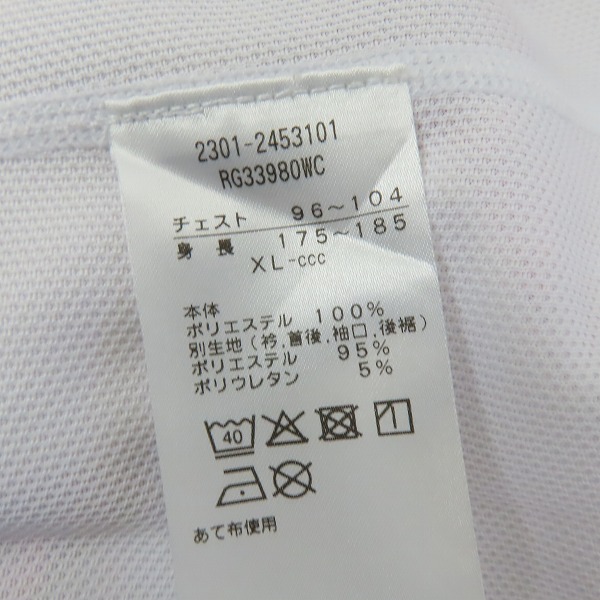 2301-2453101
RG33980WC
チェスト 96～104
身長 175～185
XL-ccc
本体
ポリエステル 100%
別生地(衿,首後,袖口,後裾)
ポリエステル 95%
ポリウレタン 5%
40
あて布使用